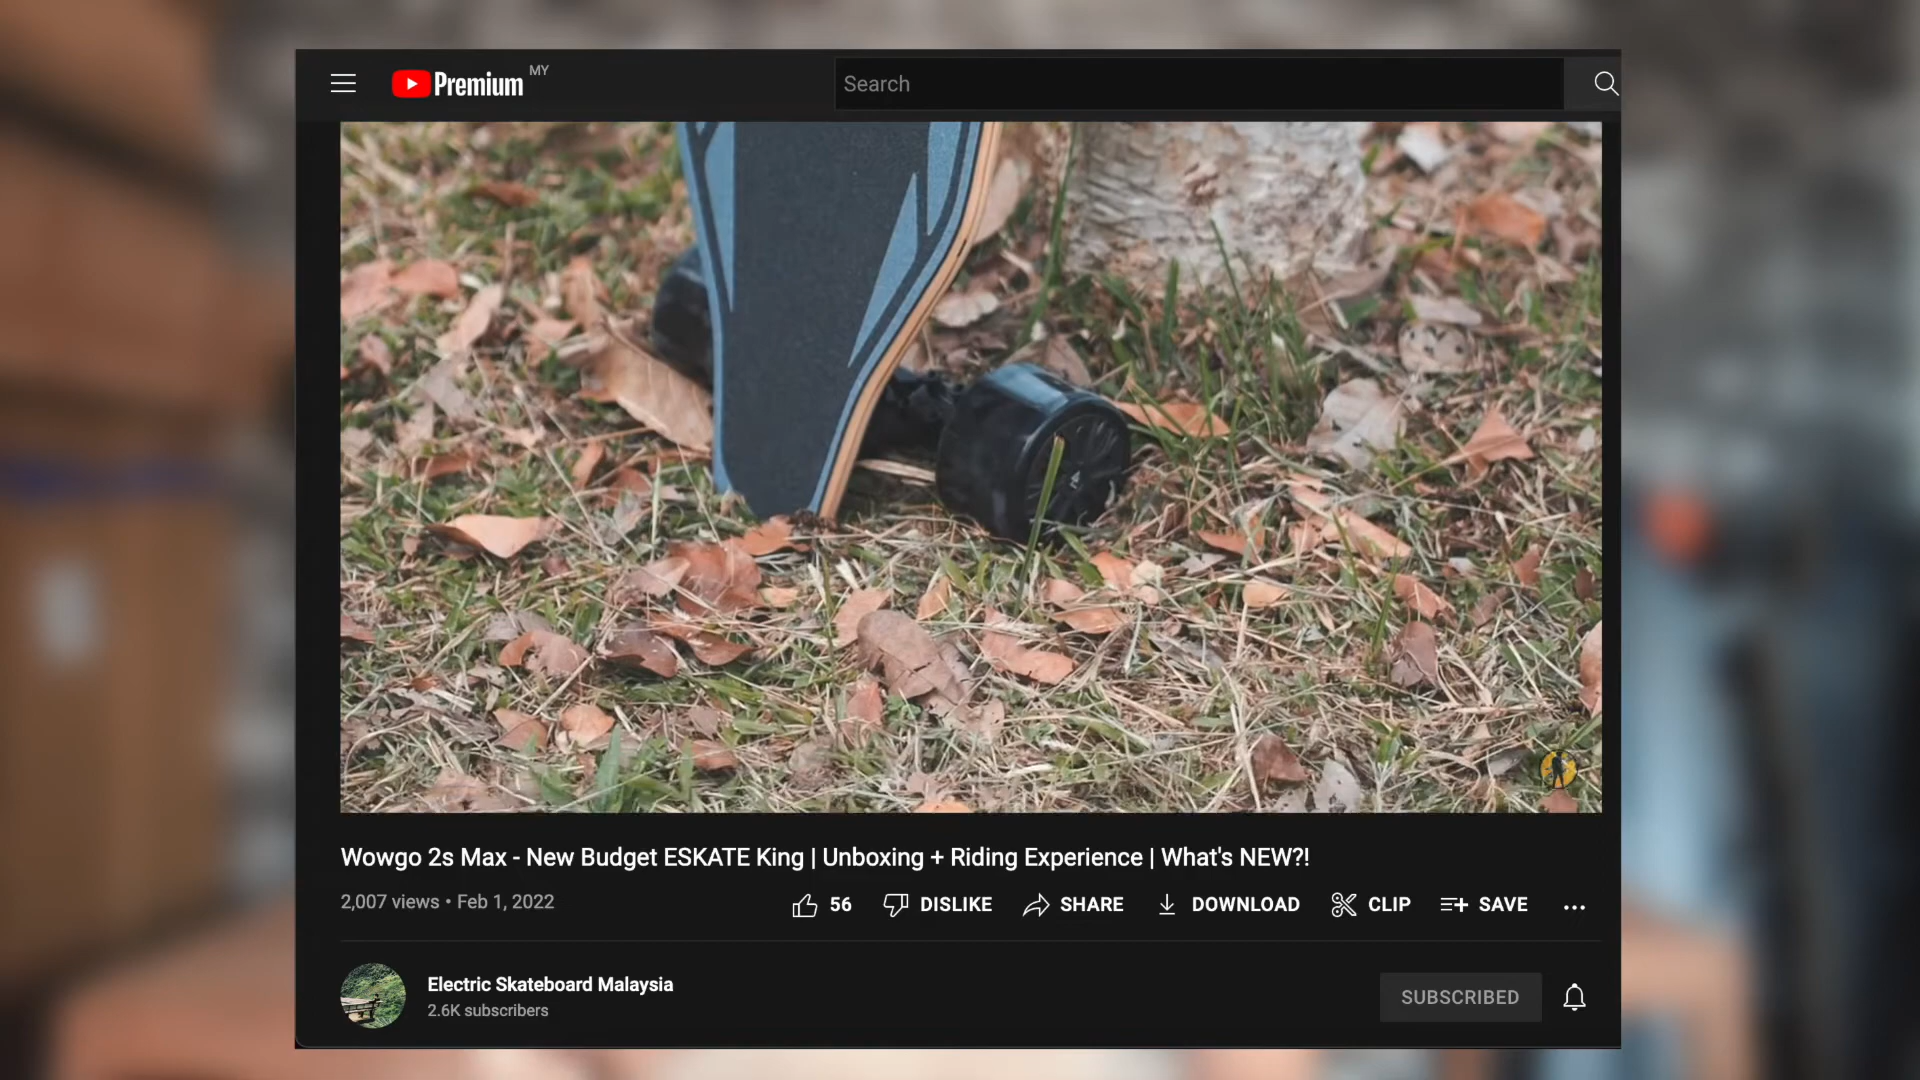 Premium MY
Search
Wowgo 2s Max - New Budget ESKATE King | Unboxing + Riding Experience | What's NEW?!
2,007 views • Feb 1, 2022
56 DISLIKE SHARE DOWNLOAD CLIP SAVE
Electric Skateboard Malaysia
2.6K subscribers
SUBSCRIBED